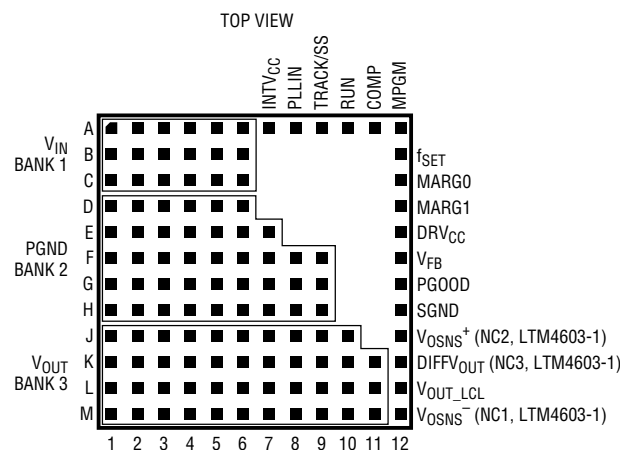 TOP VIEW
INTVCC
PLLIN
TRACK/SS
RUN
COMP
MPGM
VIN
BANK 1
PGND
BANK 2
VOUT
BANK 3
A
B
C
D
E
F
G
H
J
K
L
M
fSET
MARG0
MARG1
DRVCC
VFB
PGOOD
SGND
VOSNS+ (NC2, LTM4603-1)
DIFFVOUT (NC3, LTM4603-1)
VOUT_LCL
VOSNS– (NC1, LTM4603-1)
1 2 3 4 5 6 7 8 9 10 11 12